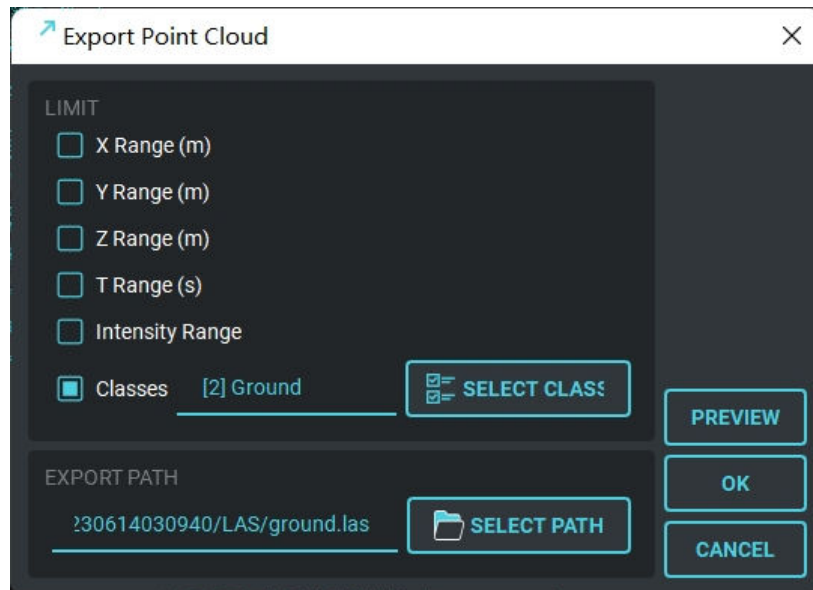 Export Point Cloud
LIMIT
X Range (m)
Y Range (m)
Z Range (m)
T Range (s)
Intensity Range
Classes [2] Ground SELECT CLASS
PREVIEW
EXPORT PATH
OK
230614030940/LAS/ground.las SELECT PATH
CANCEL